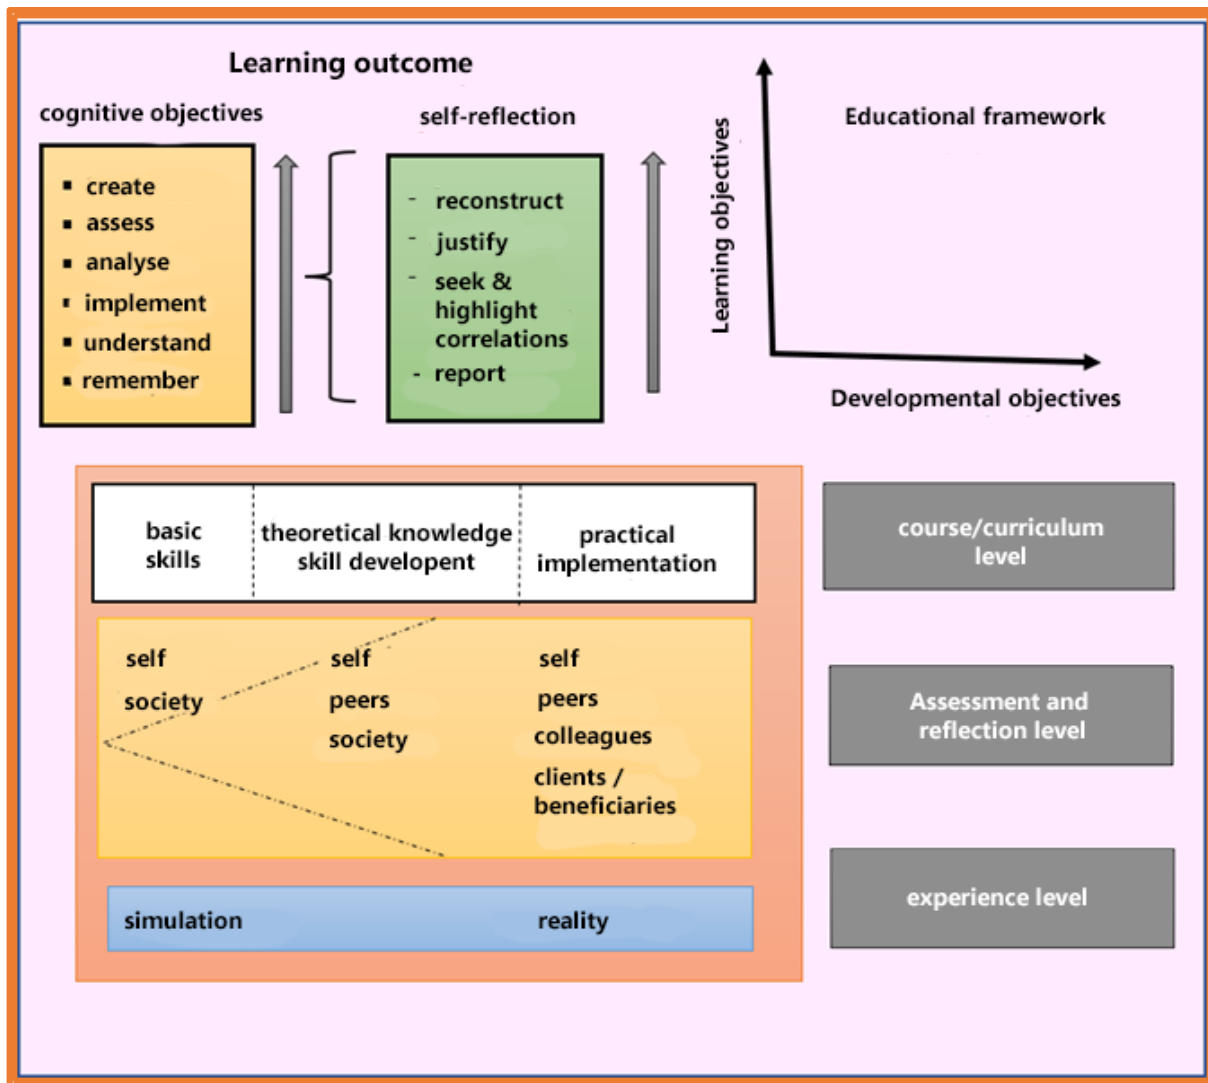 Learning outcome
cognitive objectives
▪ create
▪ assess
▪ analyse
▪ implement
▪ understand
▪ remember
self-reflection
- reconstruct
- justify
- seek &
highlight
correlations
- report
Learning objectives
Educational framework
Developmental objectives
basic
skills
theoretical knowledge
skill developent
practical
implementation
course/curriculum
level
self
society
self
peers
society
self
peers
colleagues
clients /
beneficiaries
Assessment and
reflection level
simulation
reality
experience level